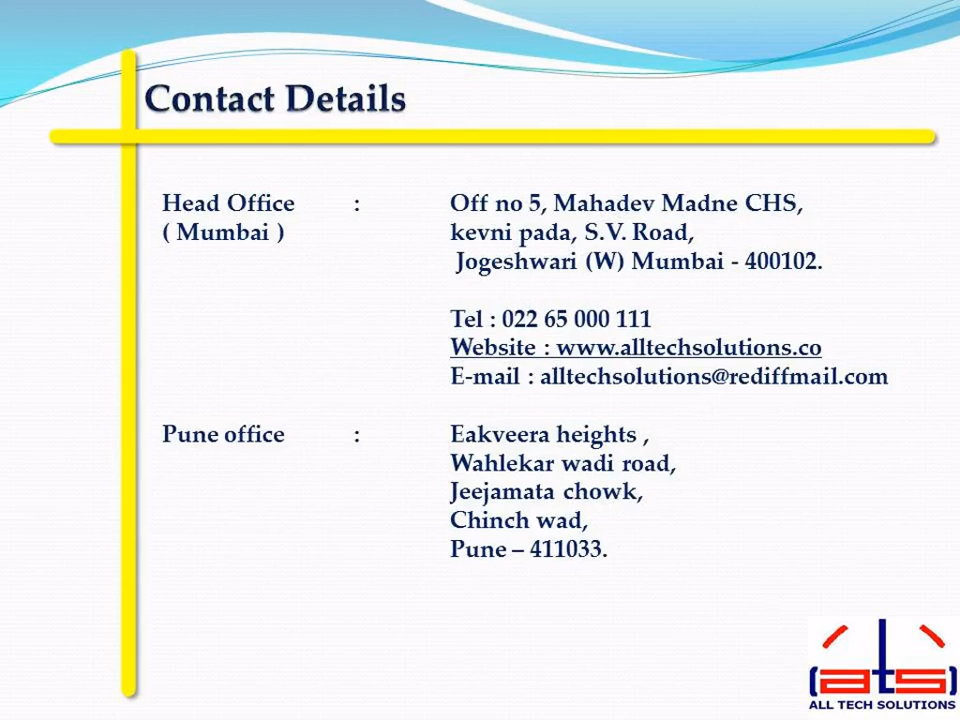 Contact Details
Head Office : Off no 5, Mahadev Madne CHS,
( Mumbai ) kevni pada, S.V. Road,
Jogeshwari (W) Mumbai - 400102.
Tel : 022 65 000 111
Website : www.alltechsolutions.co
E-mail : alltechsolutions@rediffmail.com
Pune office : Eakveera heights ,
Wahlekar wadi road,
Jeejamata chowk,
Chinch wad,
Pune – 411033.
(ats)
ALL TECH SOLUTIONS